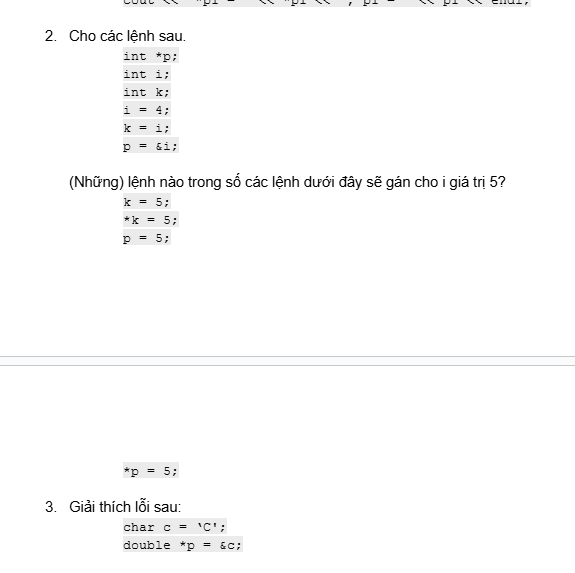 2. Cho các lệnh sau.
int *p;
int i;
int k;
i = 4;
k = i;
p = &i;
(Những) lệnh nào trong số các lệnh dưới đây sẽ gán cho i giá trị 5?
k = 5;
*k = 5;
p = 5;
*p = 5;
3. Giải thích lỗi sau:
char c = ‘C';
double *p = &c;